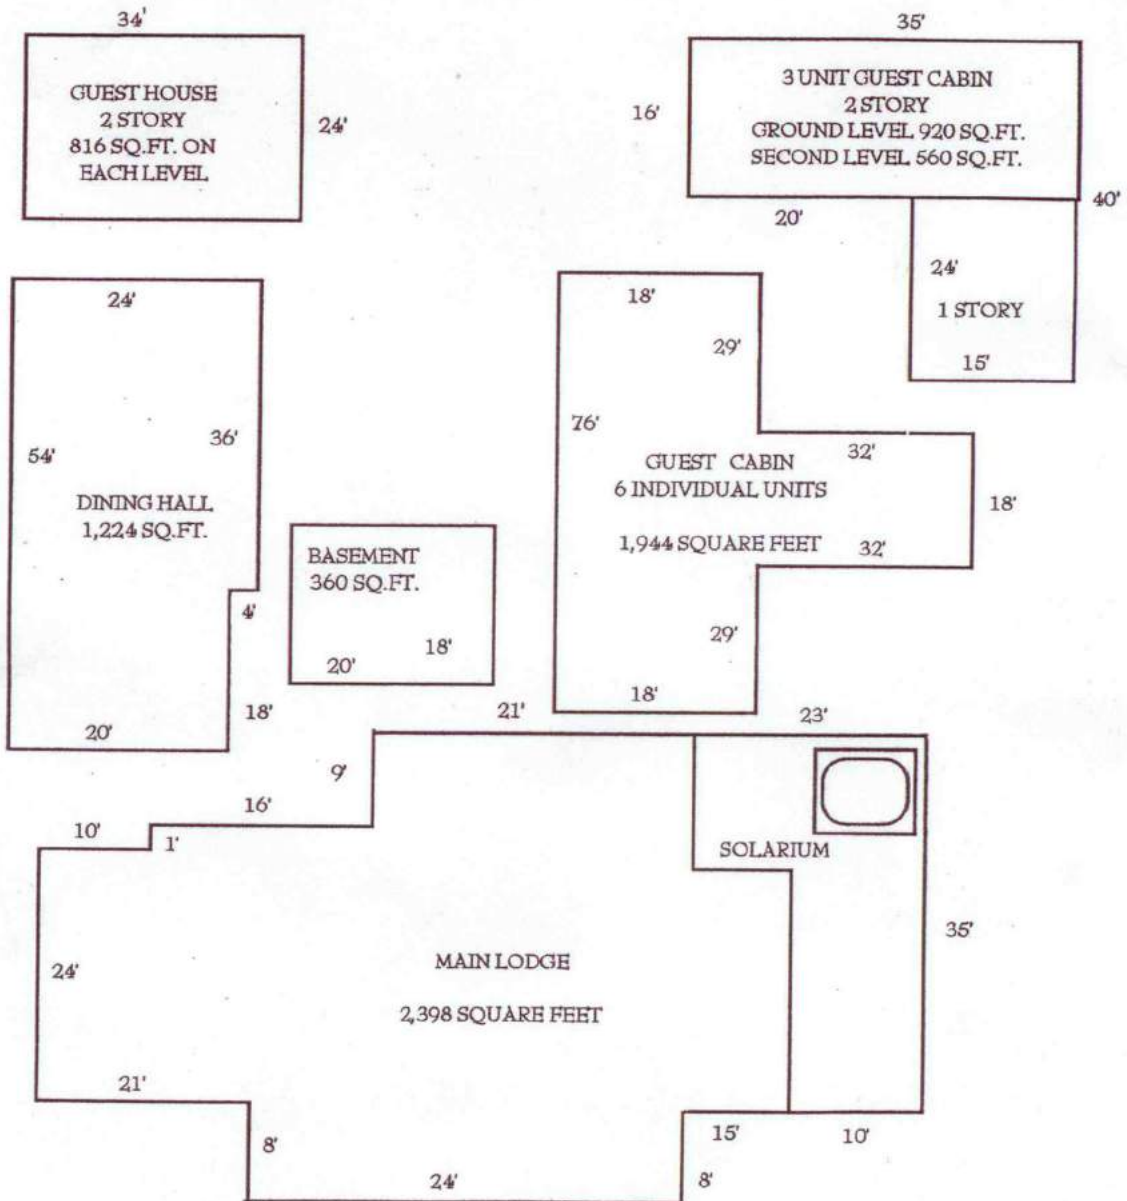 34'
GUEST HOUSE
2 STORY
816 SQ.FT. ON
EACH LEVEL
24'
35'
16'
3 UNIT GUEST CABIN
2 STORY
GROUND LEVEL 920 SQ.FT.
SECOND LEVEL 560 SQ.FT.
40'
20'
24'
1 STORY
15'
24'
54'
36'
DINING HALL
1,224 SQ.FT.
4'
18'
20'
BASEMENT
360 SQ.FT.
20'
18'
18'
29'
76'
32'
GUEST CABIN
6 INDIVIDUAL UNITS
1,944 SQUARE FEET
18'
32'
29'
18'
21'
23'
9'
16'
10'
1'
SOLARIUM
35'
24'
MAIN LODGE
2,398 SQUARE FEET
21'
8'
24'
15'
10'
8'